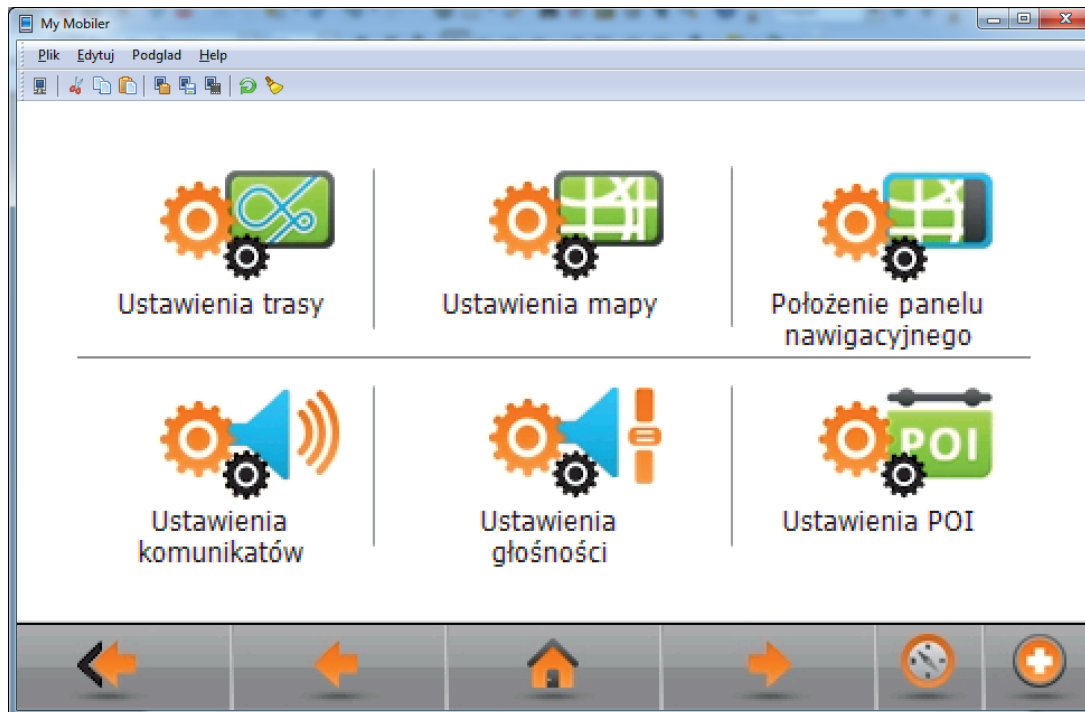 My Mobiler
Plik Edytuj Podglad Help
Ustawienia trasy
Ustawienia mapy
Położenie panelu
nawigacyjnego
Ustawienia
komunikatów
Ustawienia
głośności
POI
Ustawienia POI